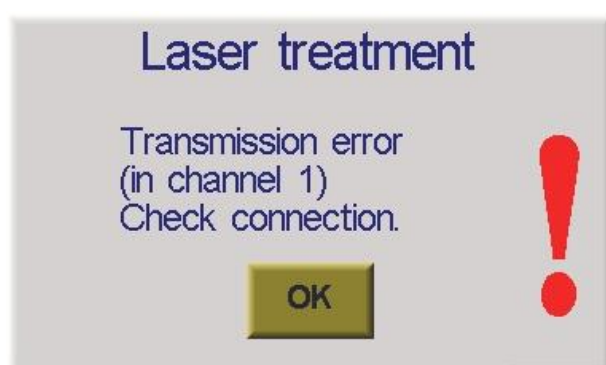 Laser treatment
Transmission error
(in channel 1)
Check connection.
OK
!